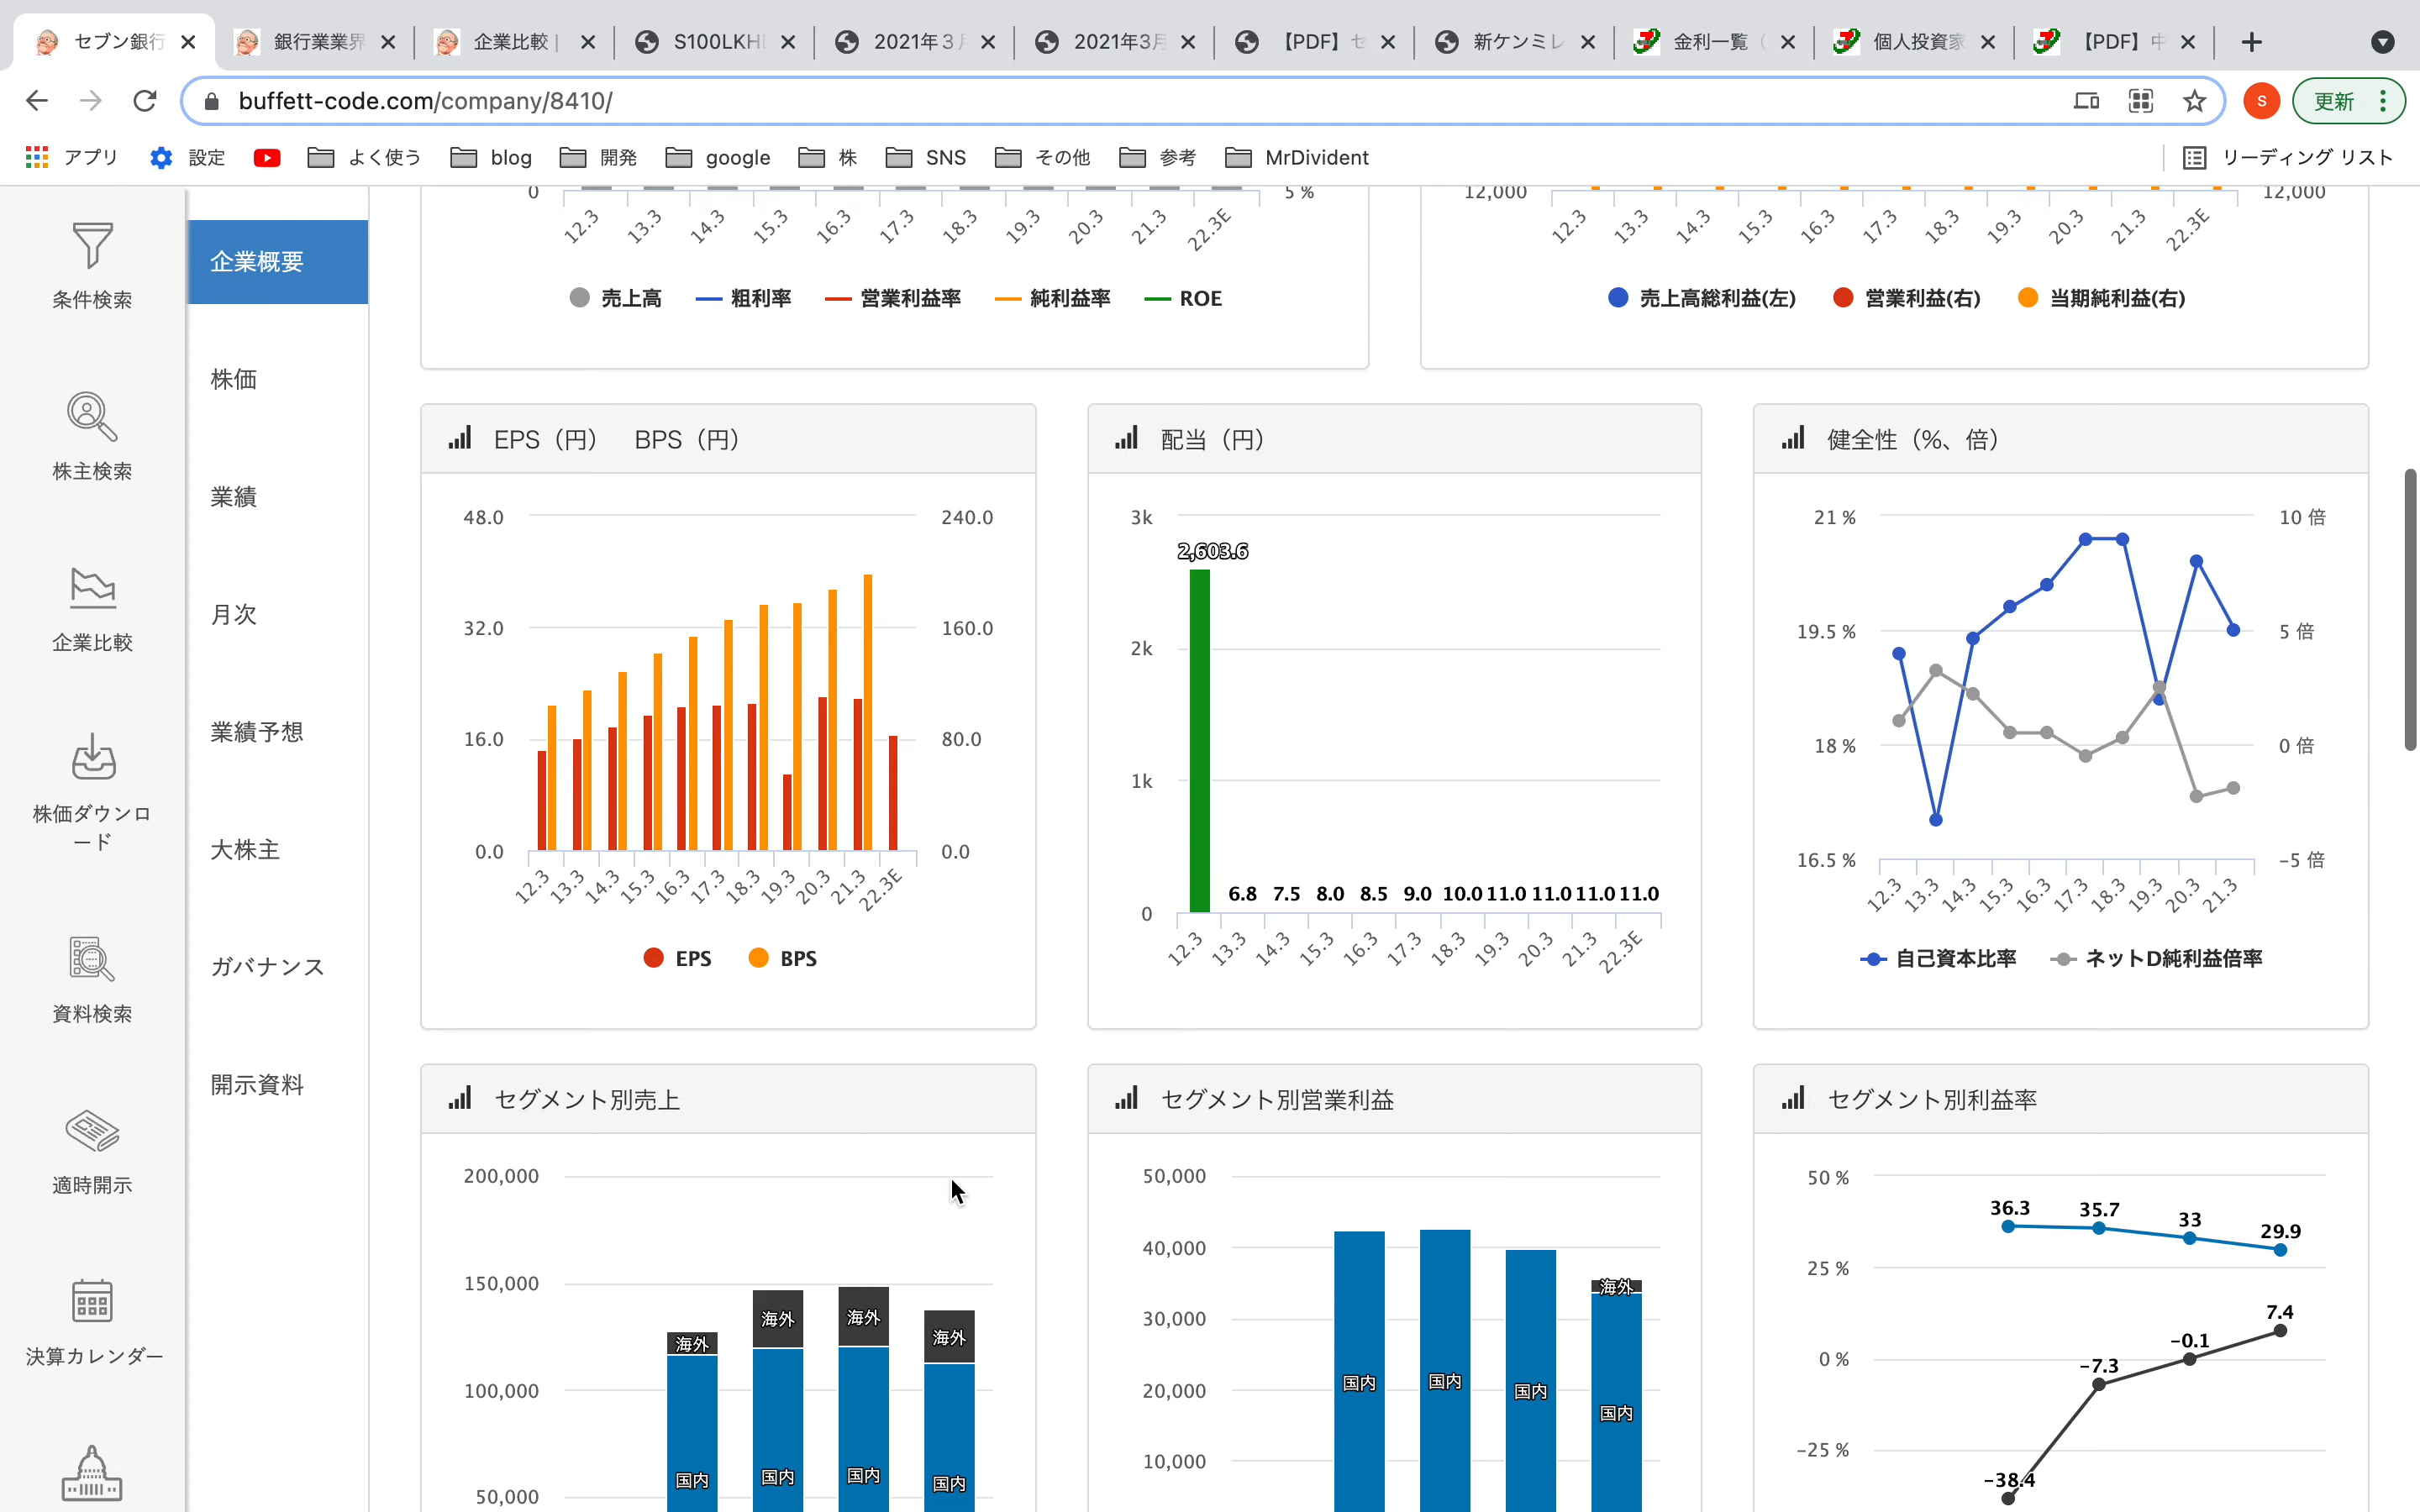 セブン銀行
銀行業業界
企業比較 |
S100LKH
2021年3月
2021年3月
【PDF】セ
新ケンミレ
金利一覧（
個人投資家
【PDF】中
buffett-code.com/company/8410/
S
更新
アプリ
設定
よく使う
blog
開発
google
株
SNS
その他
参考
MrDivident
リーディング リスト
条件検索
株主検索
企業比較
株価ダウンロ
ード
資料検索
適時開示
決算カレンダー
企業概要
株価
業績
月次
業績予想
大株主
ガバナンス
開示資料
0
5 %
12.3 13.3 14.3 15.3 16.3 17.3 18.3 19.3 20.3 21.3 22.3E
売上高 粗利率 営業利益率 純利益率 ROE
12,000
12,000
12.3 13.3 14.3 15.3 16.3 17.3 18.3 19.3 20.3 21.3 22.3E
売上高総利益(左) 営業利益(右) 当期純利益(右)
EPS（円） BPS（円）
48.0 240.0
32.0 160.0
16.0 80.0
0.0 0.0
12.3 13.3 14.3 15.3 16.3 17.3 18.3 19.3 20.3 21.3 22.3E
EPS BPS
配当（円）
3k
2,603.6
2k
1k
6.8 7.5 8.0 8.5 9.0 10.0 11.0 11.0 11.0 11.0
0
12.3 13.3 14.3 15.3 16.3 17.3 18.3 19.3 20.3 21.3 22.3E
健全性（%、倍）
21 % 10 倍
19.5 % 5 倍
18 % 0 倍
16.5 % −5 倍
12.3 13.3 14.3 15.3 16.3 17.3 18.3 19.3 20.3 21.3
自己資本比率 ネットD純利益倍率
セグメント別売上
200,000
150,000
100,000
50,000
海外 海外 海外 海外
国内 国内 国内 国内
セグメント別営業利益
50,000
40,000
30,000
20,000
10,000
海外
国内 国内 国内 国内
セグメント別利益率
50 %
36.3 35.7 33 29.9
25 %
7.4
0 %
−0.1
−7.3
−25 %
−38.4